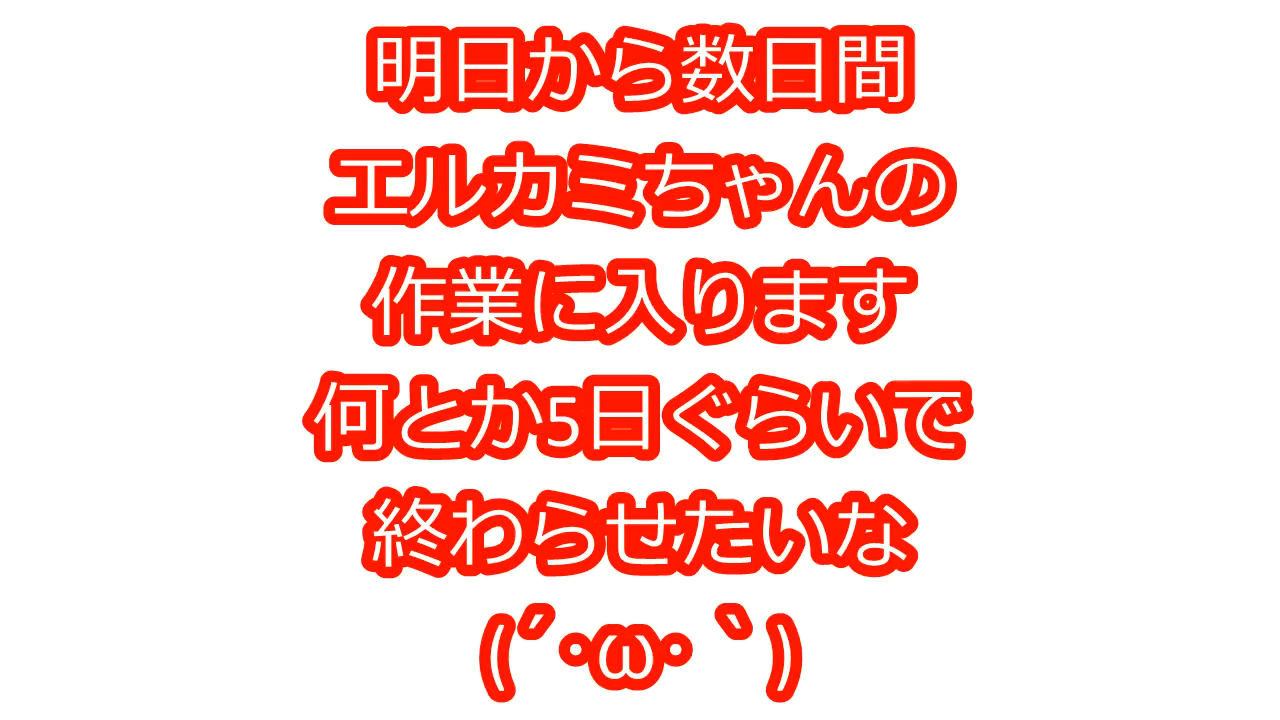 明日から数日間
エルカミちゃんの
作業に入ります
何とか5日ぐらいで
終わらせたいな
(´･ω･｀)